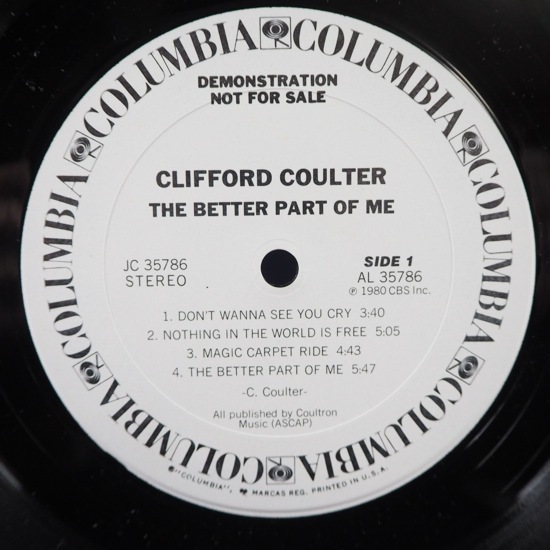 COLUMBIA COLUMBIA COLUMBIA COLUMBIA COLUMBIA COLUMBIA COLUMBIA COLUMBIA
DEMONSTRATION
NOT FOR SALE
CLIFFORD COULTER
THE BETTER PART OF ME
JC 35786
STEREO
SIDE 1
AL 35786
℗ 1980 CBS Inc.
1. DON'T WANNA SEE YOU CRY 3:40
2. NOTHING IN THE WORLD IS FREE 5:05
3. MAGIC CARPET RIDE 4:43
4. THE BETTER PART OF ME 5:47
-C. Coulter-
All published by Coultron
Music (ASCAP)
®"COLUMBIA", MARCAS REG. PRINTED IN U.S.A.